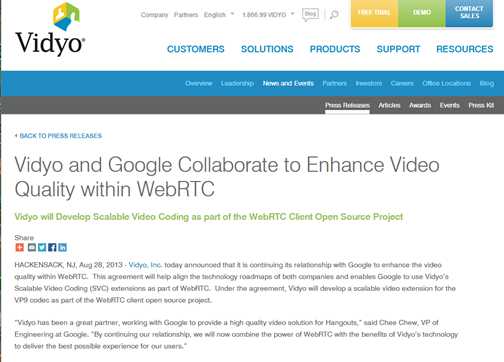 Vidyo
Company Partners English 1.866.99.VIDYO Blog
FREE TRIAL DEMO CONTACT SALES
CUSTOMERS SOLUTIONS PRODUCTS SUPPORT RESOURCES
Overview Leadership News and Events Partners Investors Careers Office Locations Blog
Press Releases Articles Awards Events Press Kit
BACK TO PRESS RELEASES
Vidyo and Google Collaborate to Enhance Video
Quality within WebRTC
Vidyo will Develop Scalable Video Coding as part of the WebRTC Client Open Source Project
Share
HACKENSACK, NJ, Aug 28, 2013 - Vidyo, Inc. today announced that it is continuing its relationship with Google to enhance the video
quality within WebRTC. This agreement will help align the technology roadmaps of both companies and enables Google to use Vidyo's
Scalable Video Coding (SVC) extensions as part of WebRTC. Under the agreement, Vidyo will develop a scalable video extension for the
VP9 codec as part of the WebRTC client open source project.
"Vidyo has been a great partner, working with Google to provide a high quality video solution for Hangouts," said Chee Chew, VP of
Engineering at Google. "By continuing our relationship, we will now combine the power of WebRTC with the benefits of Vidyo's technology
to deliver the best possible experience for our users."